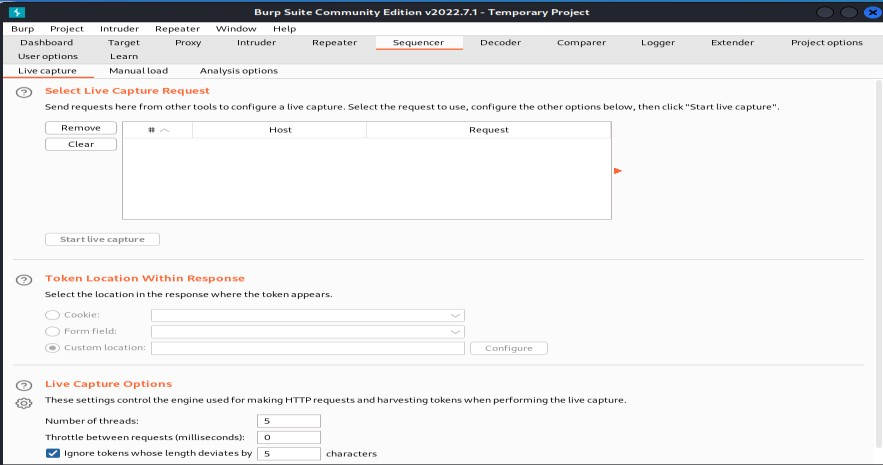 Burp Suite Community Edition v2022.7.1 - Temporary Project
Burp Project Intruder Repeater Window Help
Dashboard Target Proxy Intruder Repeater Sequencer Decoder Comparer Logger Extender Project options
User options Learn
Live capture Manual load Analysis options
? Select Live Capture Request
Send requests here from other tools to configure a live capture. Select the request to use, configure the other options below, then click "Start live capture".
Remove # Host Request
Clear
Start live capture
? Token Location Within Response
Select the location in the response where the token appears.
Cookie:
Form field:
Custom location: Configure
? Live Capture Options
These settings control the engine used for making HTTP requests and harvesting tokens when performing the live capture.
Number of threads: 5
Throttle between requests (milliseconds): 0
Ignore tokens whose length deviates by 5 characters